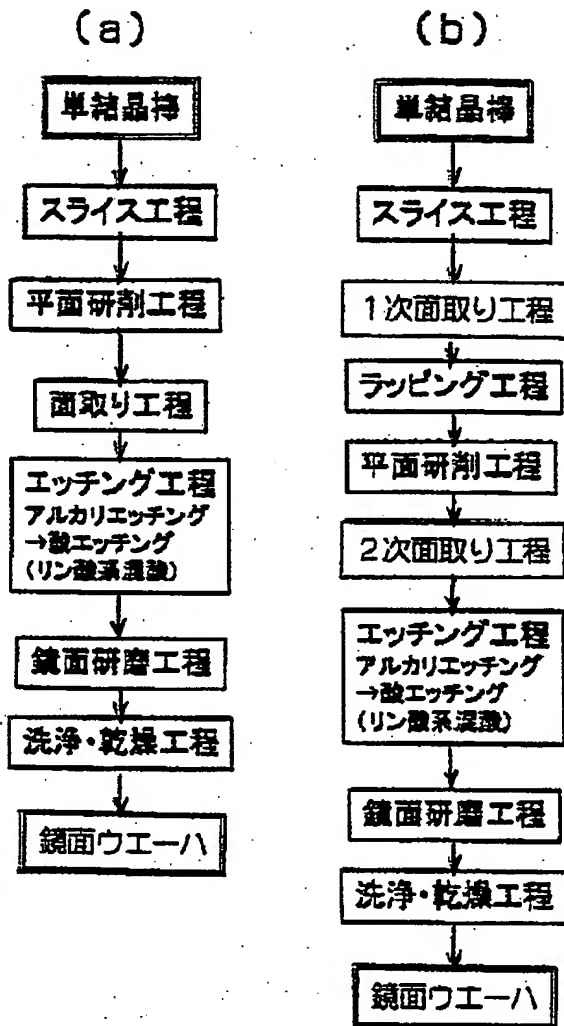 (a)
単結晶棒
スライス工程
平面研削工程
面取り工程
エッチング工程
アルカリエッチング
→酸エッチング
(リン酸系混酸)
鏡面研磨工程
洗浄・乾燥工程
鏡面ウエーハ
(b)
単結晶棒
スライス工程
1次面取り工程
ラッピング工程
平面研削工程
2次面取り工程
エッチング工程
アルカリエッチング
→酸エッチング
(リン酸系混酸)
鏡面研磨工程
洗浄・乾燥工程
鏡面ウエーハ